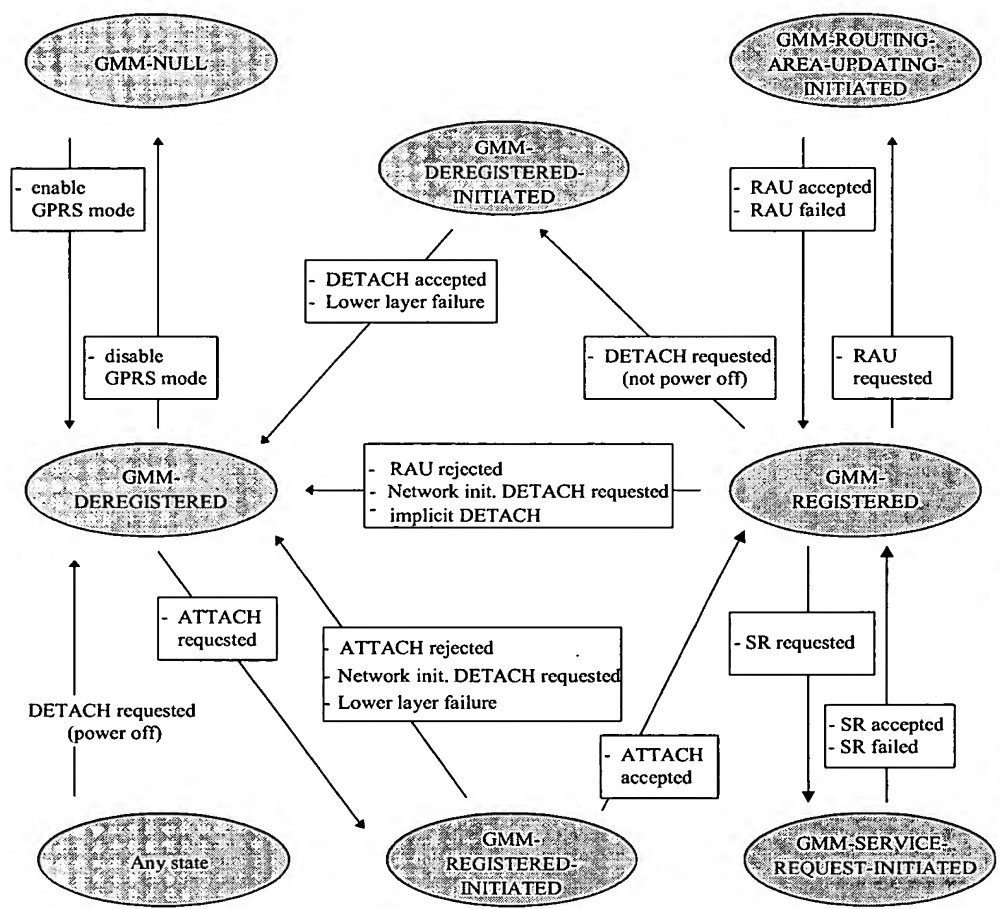 GMM-NULL
GMM-ROUTING-
AREA-UPDATING-
INITIATED
GMM-
DEREGISTERED-
INITIATED
- enable
GPRS mode
- RAU accepted
- RAU failed
- DETACH accepted
- Lower layer failure
- disable
GPRS mode
- DETACH requested
(not power off)
- RAU
requested
GMM-
DEREGISTERED
- RAU rejected
- Network init. DETACH requested
- implicit DETACH
GMM-
REGISTERED
- ATTACH
requested
- ATTACH rejected
- Network init. DETACH requested
- Lower layer failure
- SR requested
DETACH requested
(power off)
- ATTACH
accepted
- SR accepted
- SR failed
Any state
GMM-
REGISTERED-
INITIATED
GMM-SERVICE-
REQUEST-INITIATED